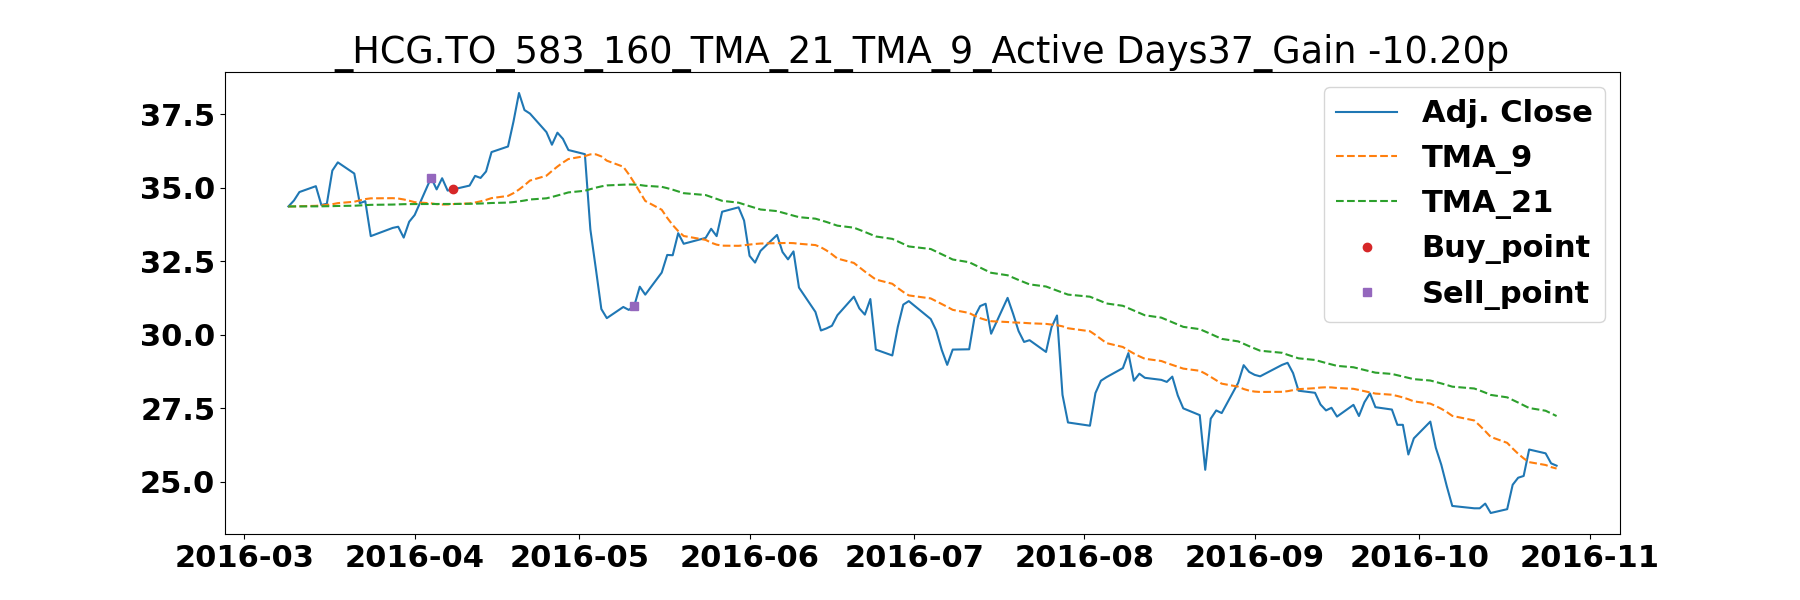 _HCG.TO_583_160_TMA_21_TMA_9_Active Days37_Gain -10.20p
37.5
35.0
32.5
30.0
27.5
25.0
Adj. Close
TMA_9
TMA_21
Buy_point
Sell_point
2016-03 2016-04 2016-05 2016-06 2016-07 2016-08 2016-09 2016-10 2016-11